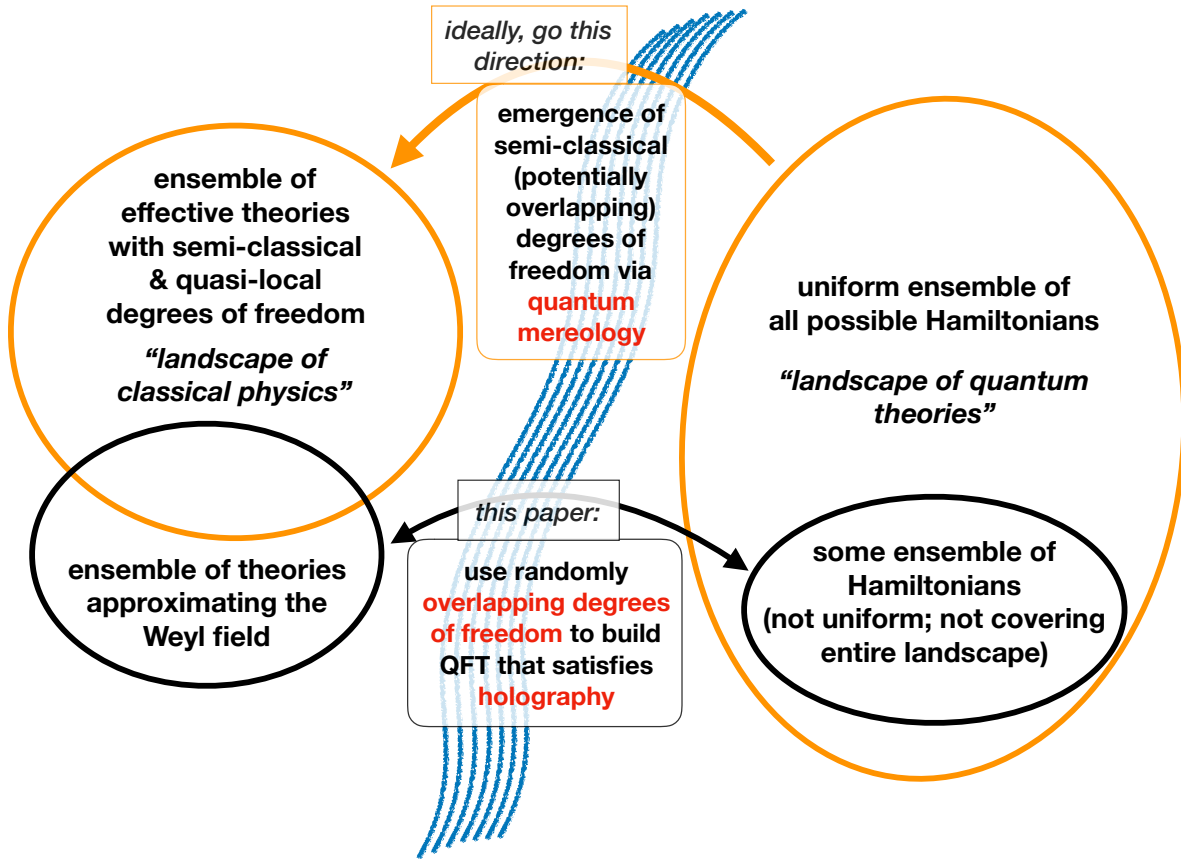 ideally, go this
direction:
emergence of
semi-classical
(potentially
overlapping)
degrees of
freedom via
quantum
mereology
ensemble of
effective theories
with semi-classical
& quasi-local
degrees of freedom
“landscape of
classical physics”
uniform ensemble of
all possible Hamiltonians
“landscape of quantum
theories”
this paper:
use randomly
overlapping degrees
of freedom to build
QFT that satisfies
holography
ensemble of theories
approximating the
Weyl field
some ensemble of
Hamiltonians
(not uniform; not covering
entire landscape)